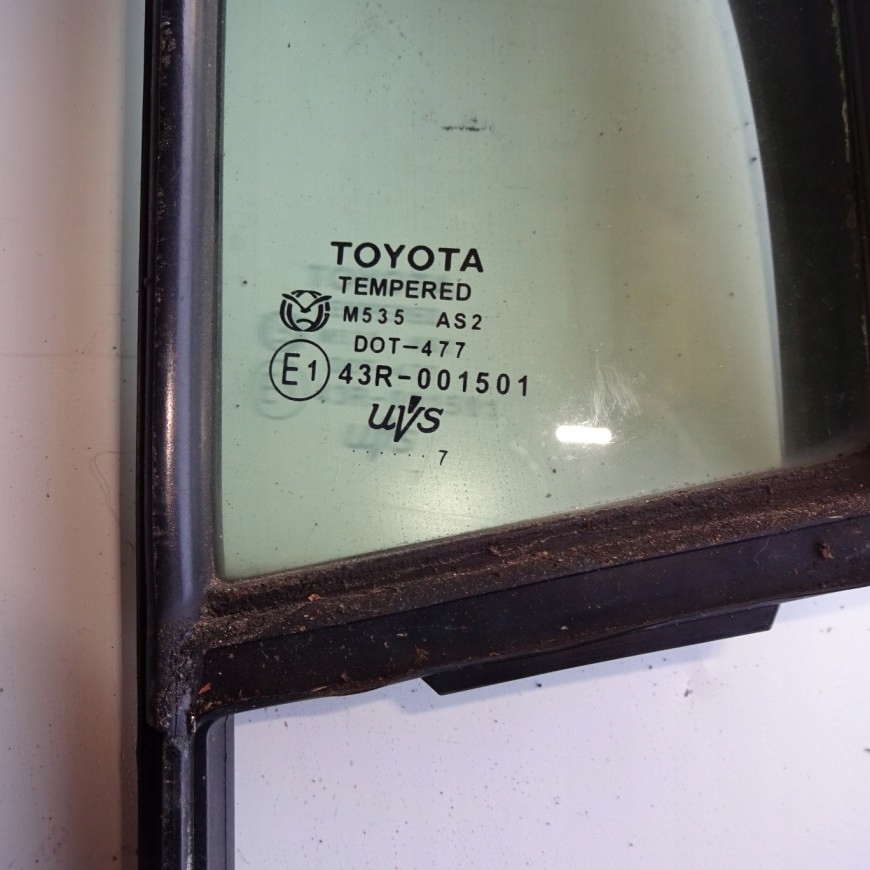 TOYOTA
TEMPERED
M535 AS2
DOT-477
E1 43R-001501
uvs
······7